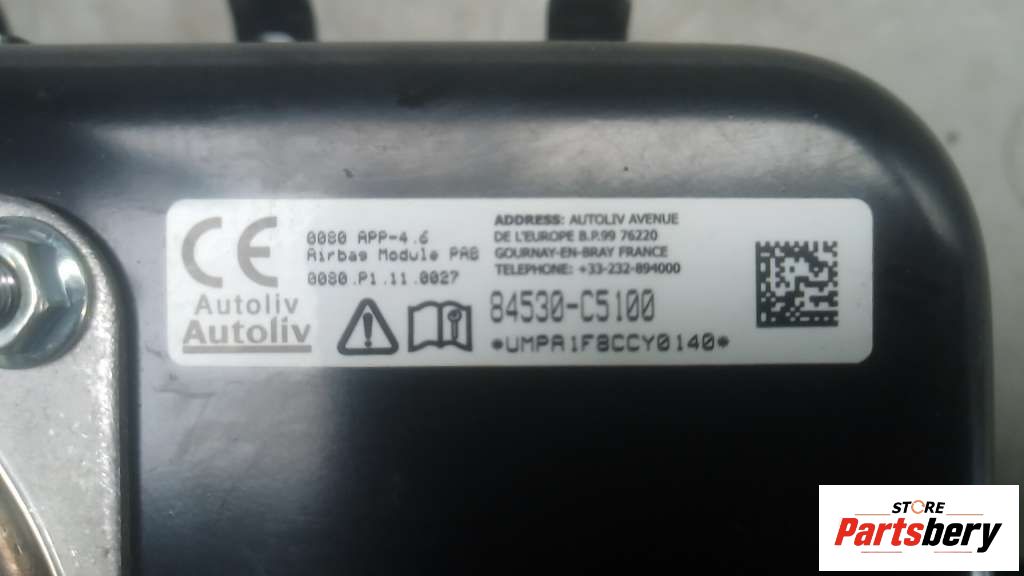 CE
Autoliv
Autoliv
0080 APP-4.6
Airbag Module PAB
0080.P1.11.0027
ADDRESS: AUTOLIV AVENUE
DE L'EUROPE B.P.99 76220
GOURNAY-EN-BRAY FRANCE
TELEPHONE: +33-232-894000
84530-C5100
*UMPA1F8CCY0140*
STORE
Partsbery